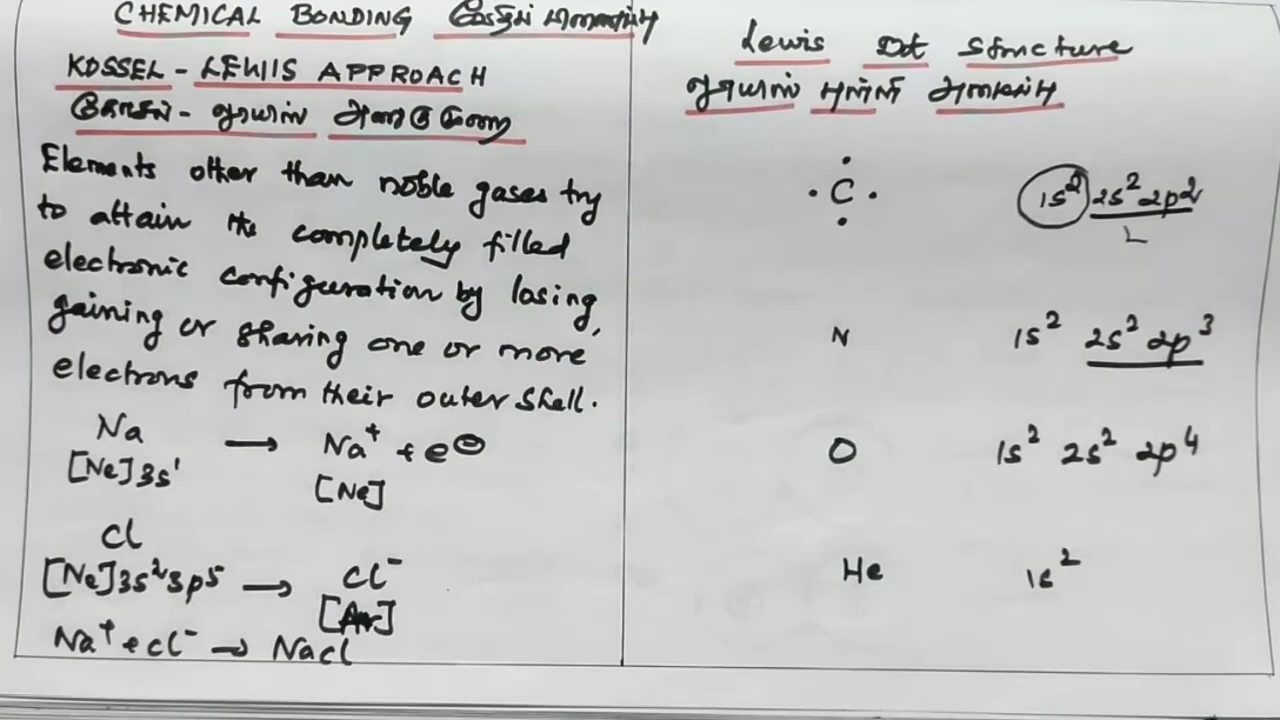 CHEMICAL BONDING வேதிப் பிணைப்பு
KOSSEL - LEWIS APPROACH
கோசல் - லூயிஸ் அணுகுமுறை
Elements other than noble gases try
to attain the completely filled
electronic configuration by losing,
gaining or sharing one or more
electrons from their outer shell.
Na → Na⁺ + e⊖
[Ne]3s¹ [Ne]
Cl
[Ne]3s²3p⁵ → Cl⁻
[Ar]
Na⁺ + Cl⁻ → NaCl
Lewis Dot Structure
லூயிஸ் புள்ளி அமைப்பு
C 1s² 2s² 2p²
L
N 1s² 2s² 2p³
O 1s² 2s² 2p⁴
He 1s²